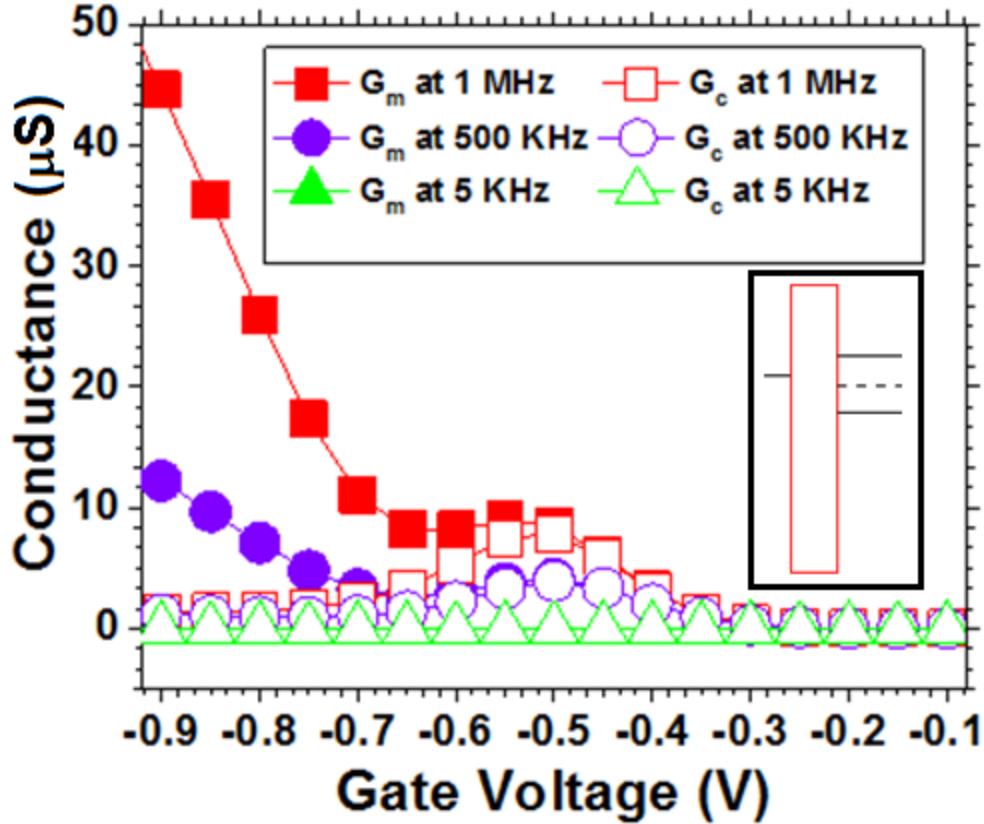 50
40
30
20
10
0
Conductance (μS)
Gm at 1 MHz Gc at 1 MHz
Gm at 500 KHz Gc at 500 KHz
Gm at 5 KHz Gc at 5 KHz
-0.9 -0.8 -0.7 -0.6 -0.5 -0.4 -0.3 -0.2 -0.1
Gate Voltage (V)